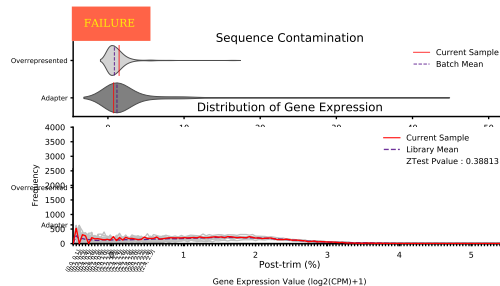 FAILURE
Sequence Contamination
Overrepresented
Adapter
Current Sample
Batch Mean
0
10
20
30
40
50
Distribution of Gene Expression
4000
3500
3000
2500
2000
1500
1000
500
0
Frequency
Overrepresented
Adapter
Current Sample
Library Mean
ZTest Pvalue : 0.38813
1
2
3
4
5
Post-trim (%)
Gene Expression Value (log2(CPM)+1)